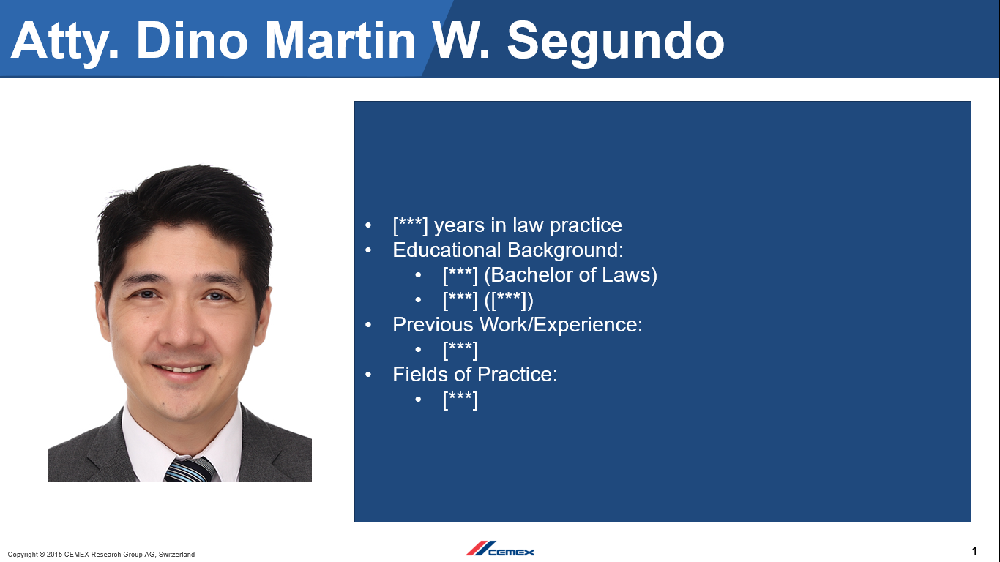 Atty. Dino Martin W. Segundo
• [***] years in law practice
• Educational Background:
• [***] (Bachelor of Laws)
• [***] ([***])
• Previous Work/Experience:
• [***]
• Fields of Practice:
• [***]
Copyright © 2015 CEMEX Research Group AG, Switzerland
CEMEX
- 1 -